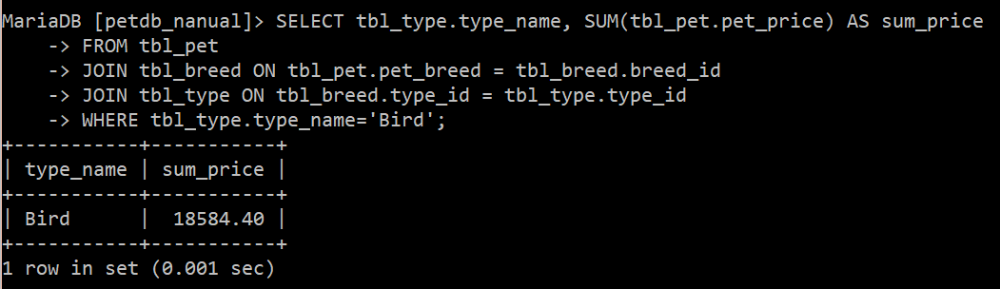 MariaDB [petdb_nanual]> SELECT tbl_type.type_name, SUM(tbl_pet.pet_price) AS sum_price
    -> FROM tbl_pet
    -> JOIN tbl_breed ON tbl_pet.pet_breed = tbl_breed.breed_id
    -> JOIN tbl_type ON tbl_breed.type_id = tbl_type.type_id
    -> WHERE tbl_type.type_name='Bird';
+-----------+-----------+
| type_name | sum_price |
+-----------+-----------+
| Bird      |  18584.40 |
+-----------+-----------+
1 row in set (0.001 sec)